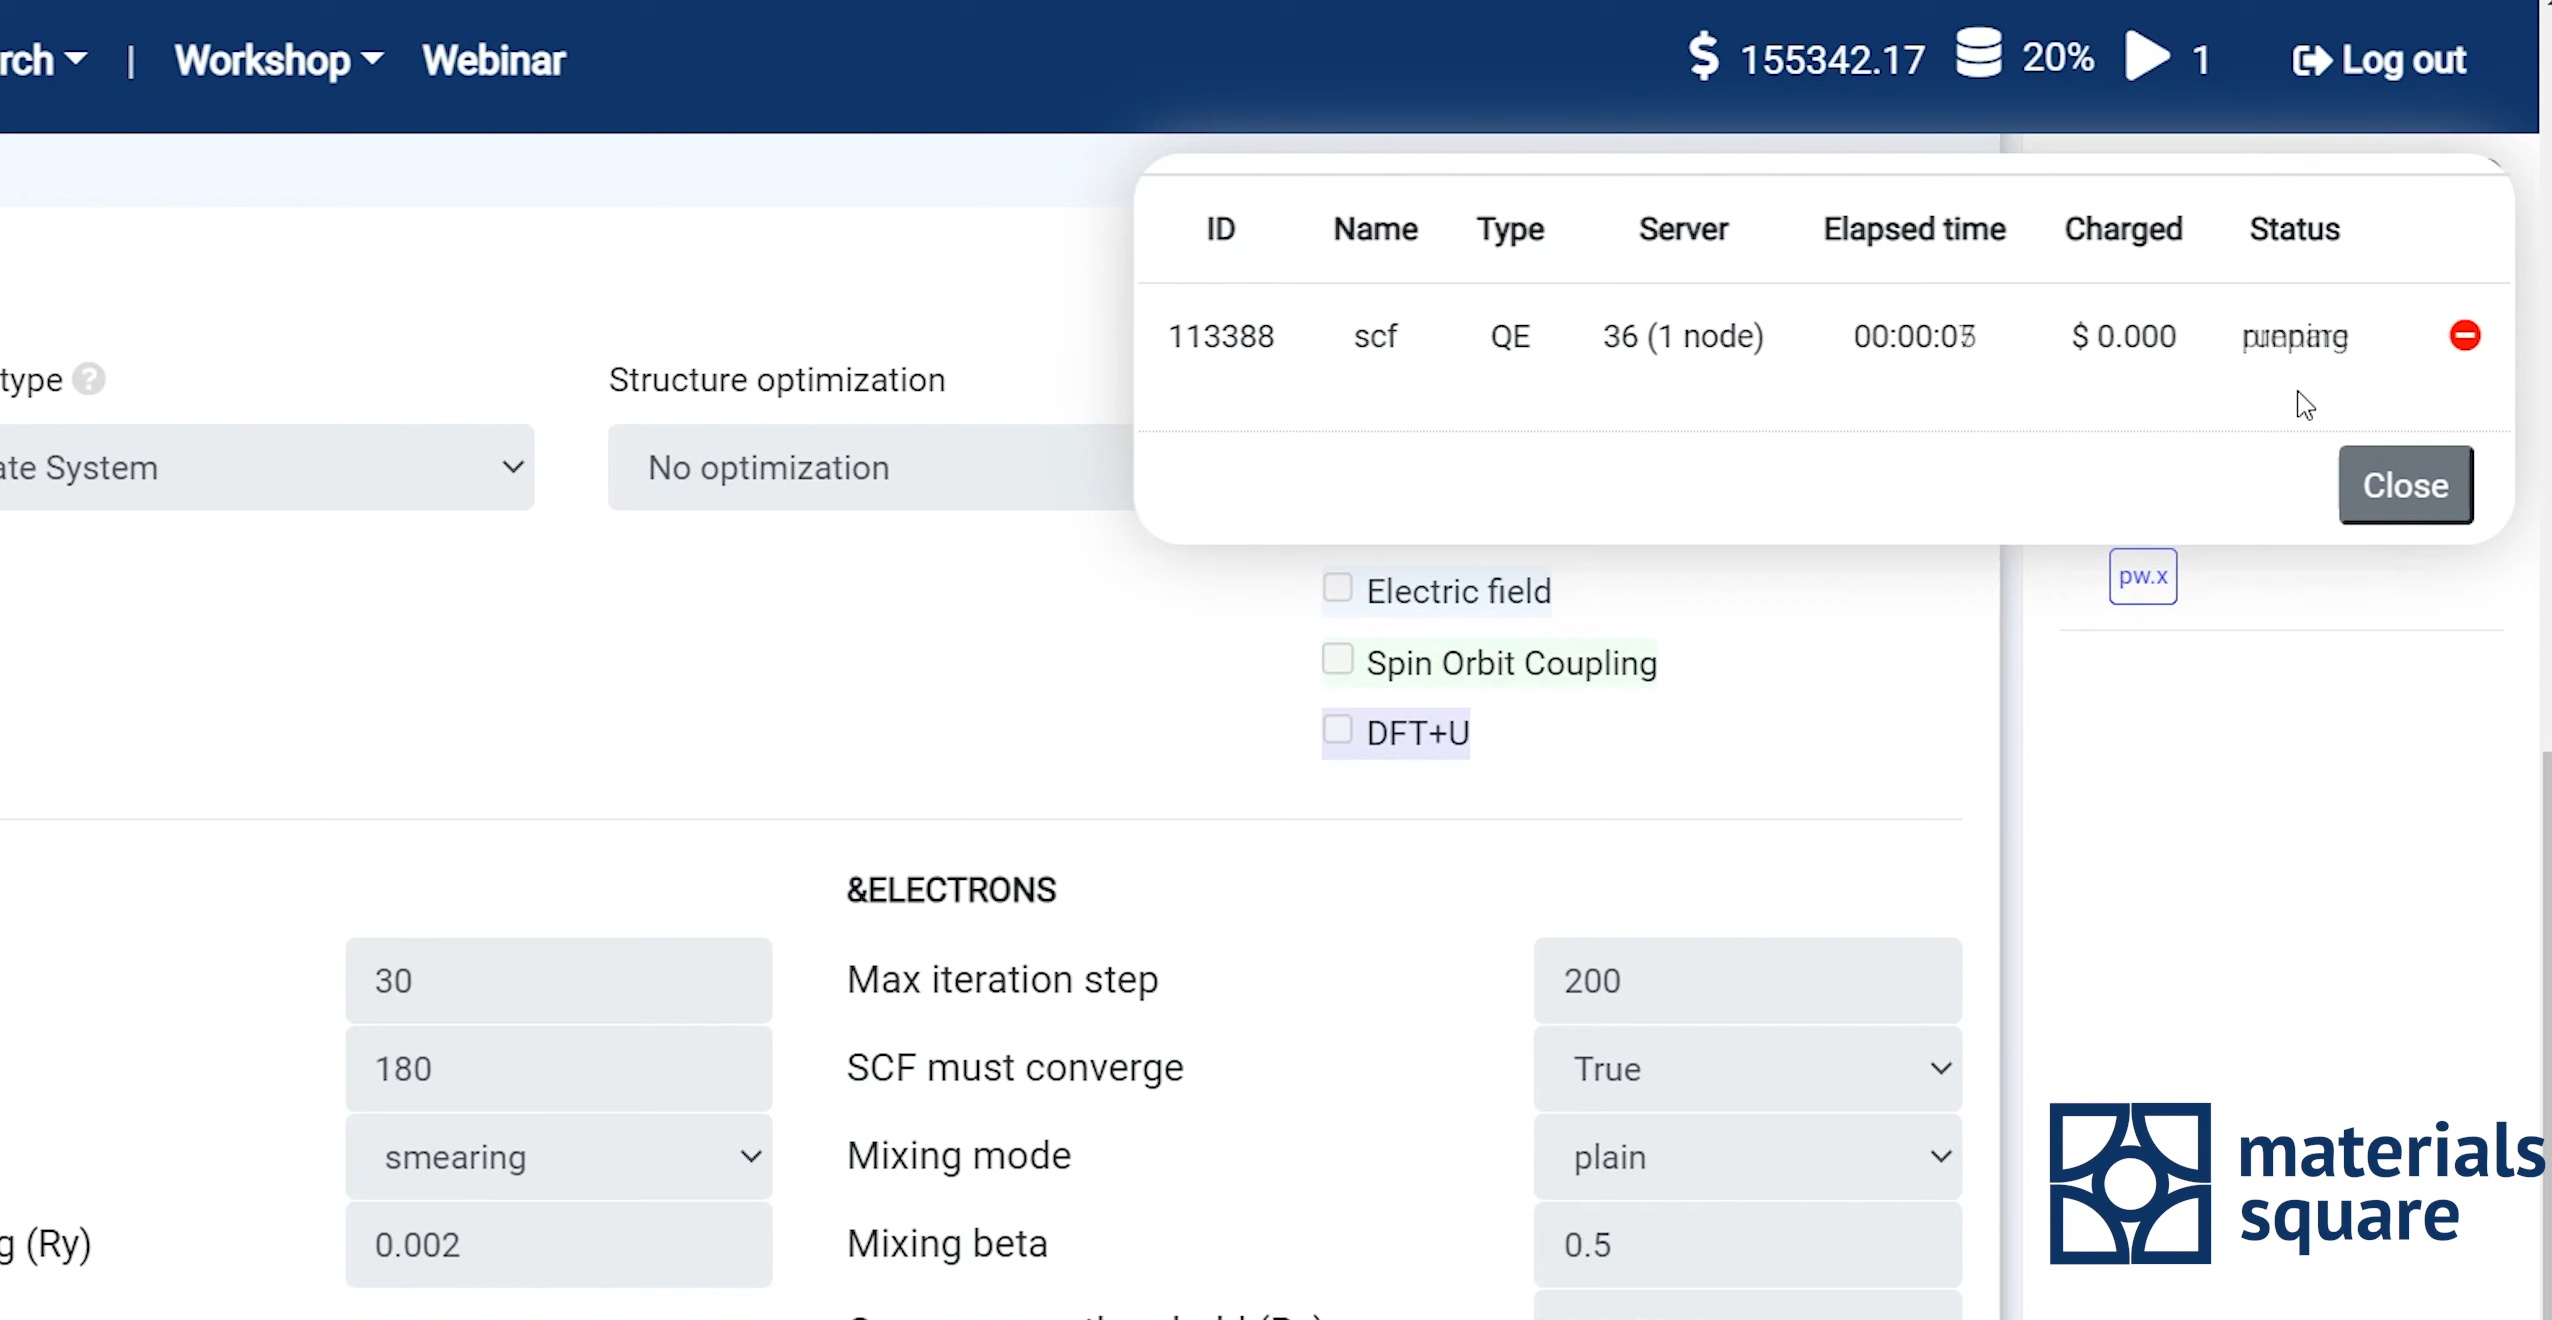 rch | Workshop Webinar $ 155342.17 20% 1 Log out
ID Name Type Server Elapsed time Charged Status
113388 scf QE 36 (1 node) $ 0.000
type ? Structure optimization
ate System No optimization
Close
pw.x
Electric field
Spin Orbit Coupling
DFT+U
&ELECTRONS
30 Max iteration step 200
180 SCF must converge True
smearing Mixing mode plain
g (Ry) 0.002 Mixing beta 0.5
materials
square